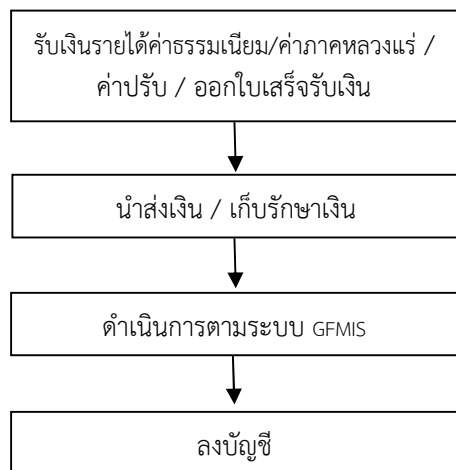 รับเงินรายได้ค่าธรรมเนียม/ค่าภาคหลวงแร่ /
ค่าปรับ / ออกใบเสร็จรับเงิน
นำส่งเงิน / เก็บรักษาเงิน
ดำเนินการตามระบบ GFMIS
ลงบัญชี